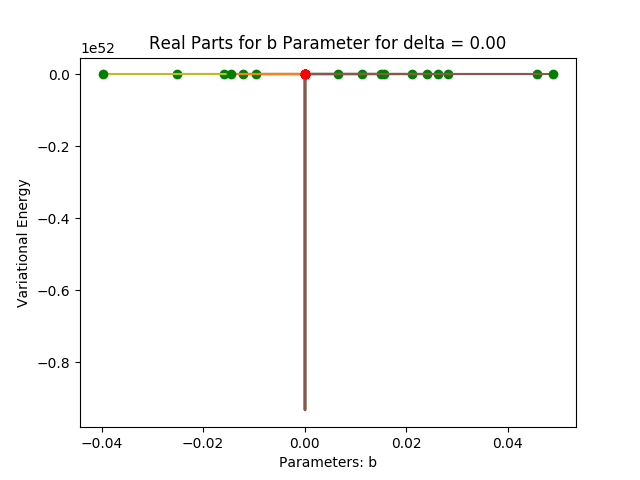 Real Parts for b Parameter for delta = 0.00
1e52
0.0
−0.2
−0.4
−0.6
−0.8
Variational Energy
−0.04
−0.02
0.00
0.02
0.04
Parameters: b